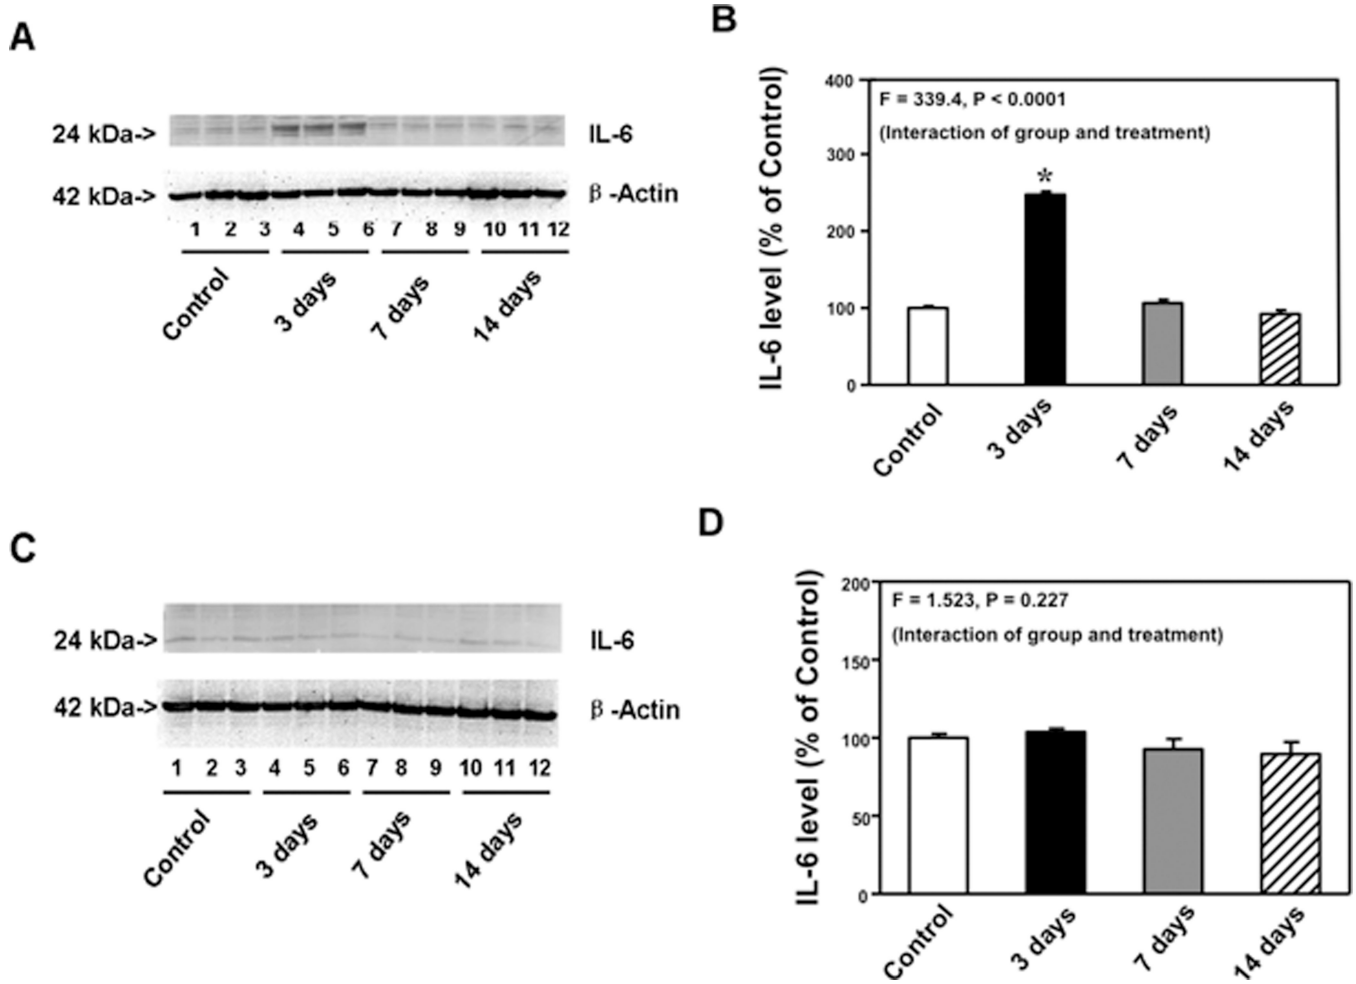 A
24 kDa-> IL-6
42 kDa-> β -Actin
1 2 3 4 5 6 7 8 9 10 11 12
Control 3 days 7 days 14 days
B
IL-6 level (% of Control)
400
300
200
100
0
F = 339.4, P < 0.0001
(Interaction of group and treatment)
*
Control 3 days 7 days 14 days
C
24 kDa-> IL-6
42 kDa-> β -Actin
1 2 3 4 5 6 7 8 9 10 11 12
Control 3 days 7 days 14 days
D
IL-6 level (% of Control)
200
150
100
50
0
F = 1.523, P = 0.227
(Interaction of group and treatment)
Control 3 days 7 days 14 days